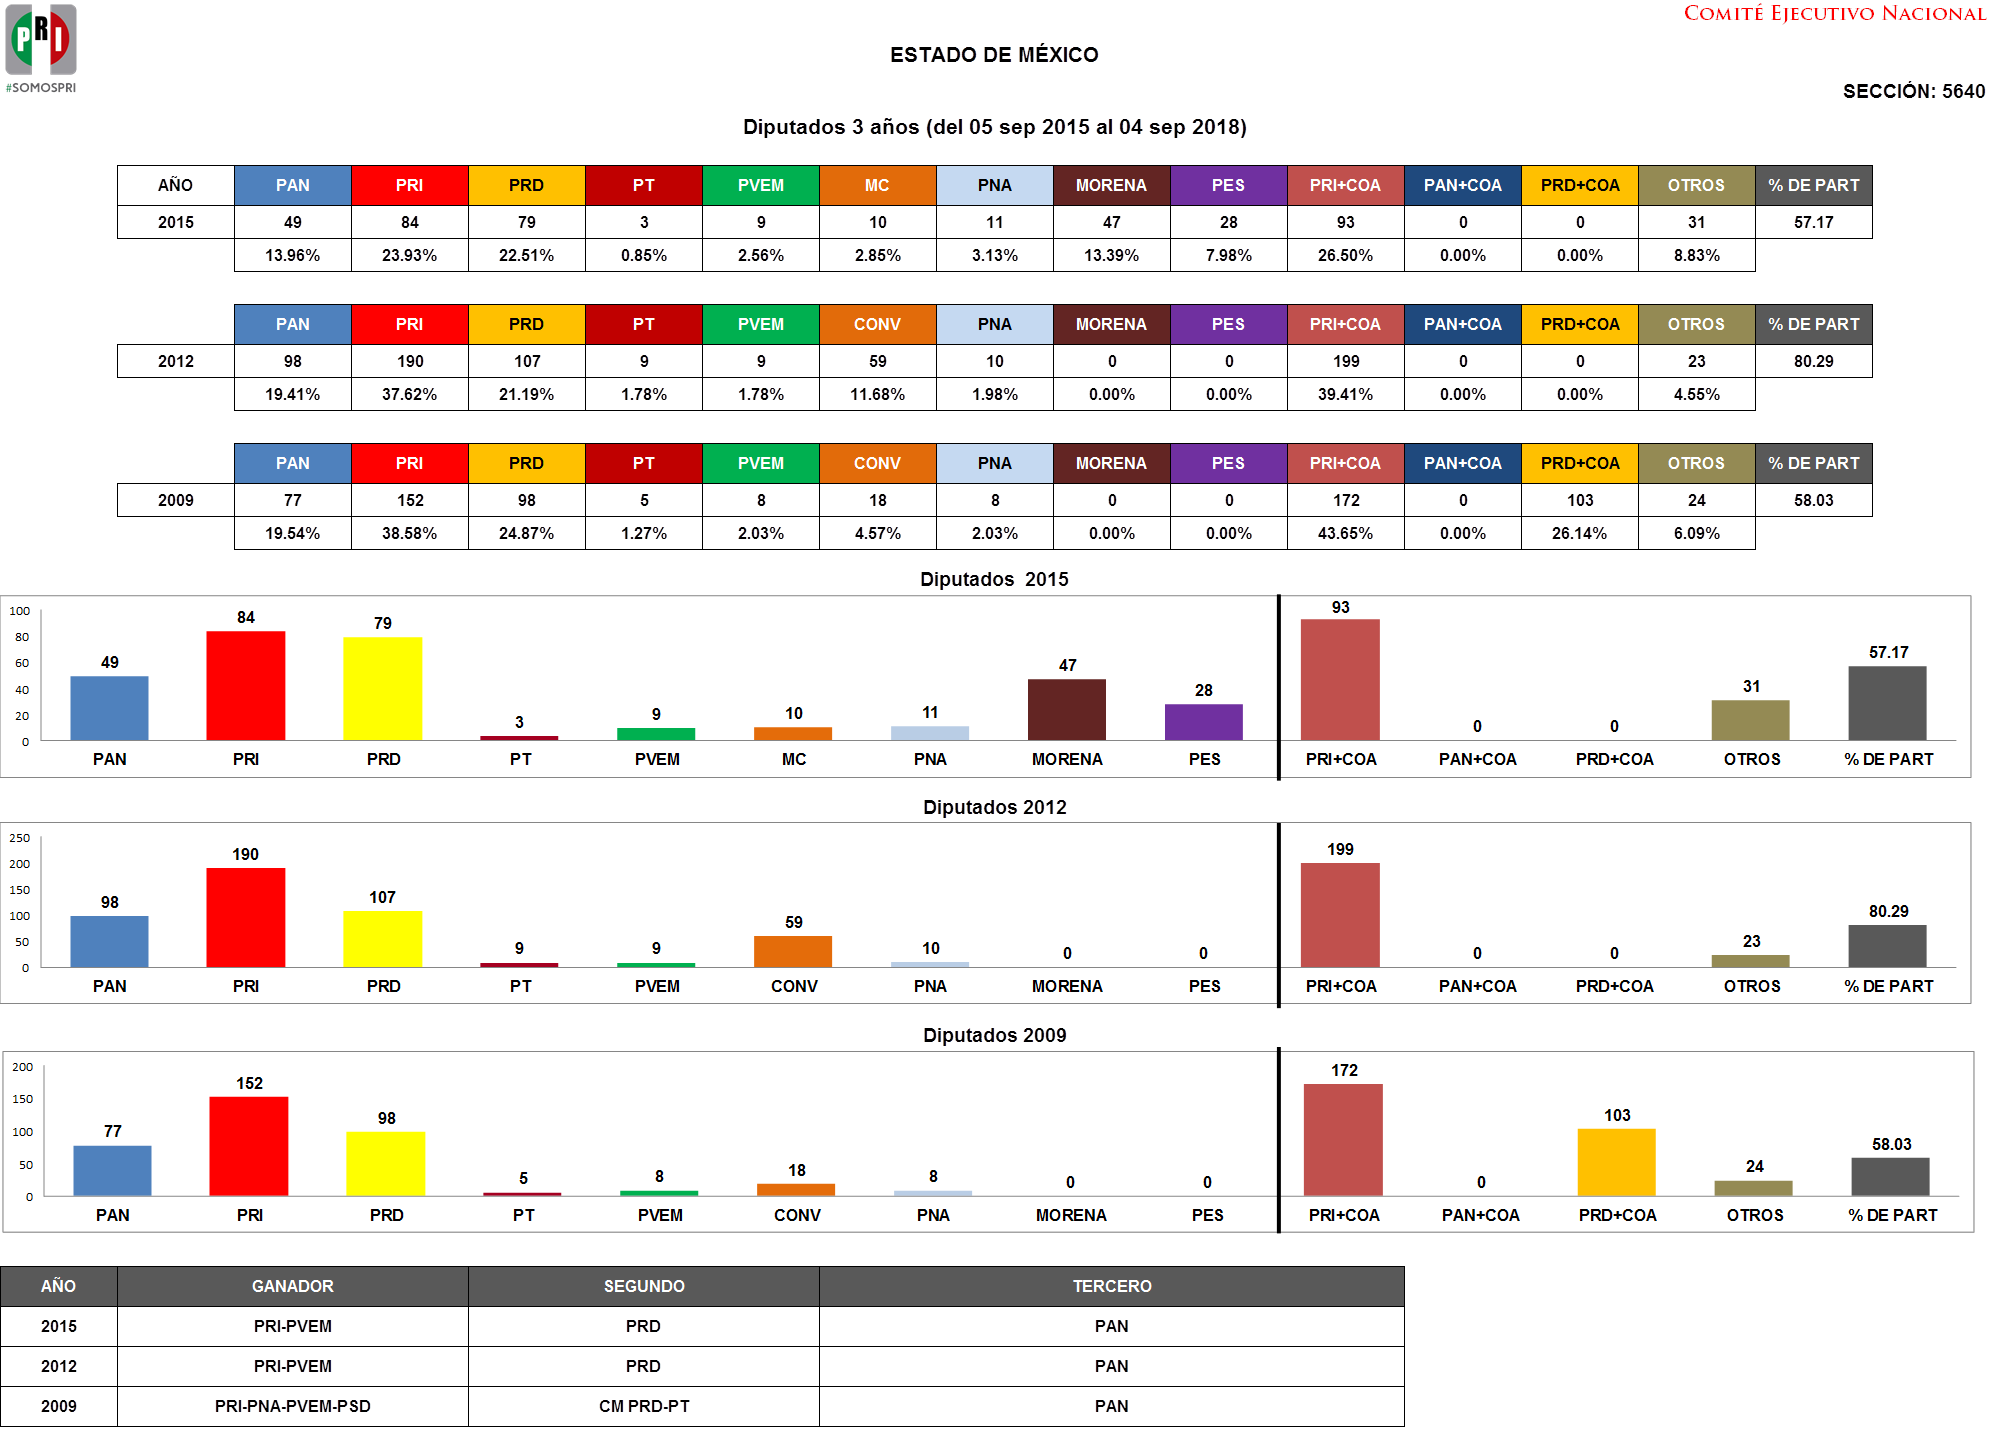 PRI
#SOMOSPRI
COMITÉ EJECUTIVO NACIONAL
ESTADO DE MÉXICO
SECCIÓN: 5640
Diputados 3 años (del 05 sep 2015 al 04 sep 2018)
AÑO PAN PRI PRD PT PVEM MC PNA MORENA PES PRI+COA PAN+COA PRD+COA OTROS % DE PART
2015 49 84 79 3 9 10 11 47 28 93 0 0 31 57.17
13.96% 23.93% 22.51% 0.85% 2.56% 2.85% 3.13% 13.39% 7.98% 26.50% 0.00% 0.00% 8.83%
PAN PRI PRD PT PVEM CONV PNA MORENA PES PRI+COA PAN+COA PRD+COA OTROS % DE PART
2012 98 190 107 9 9 59 10 0 0 199 0 0 23 80.29
19.41% 37.62% 21.19% 1.78% 1.78% 11.68% 1.98% 0.00% 0.00% 39.41% 0.00% 0.00% 4.55%
PAN PRI PRD PT PVEM CONV PNA MORENA PES PRI+COA PAN+COA PRD+COA OTROS % DE PART
2009 77 152 98 5 8 18 8 0 0 172 0 103 24 58.03
19.54% 38.58% 24.87% 1.27% 2.03% 4.57% 2.03% 0.00% 0.00% 43.65% 0.00% 26.14% 6.09%
Diputados 2015
100
80
60
40
20
0
49 84 79 3 9 10 11 47 28 93 0 0 31 57.17
PAN PRI PRD PT PVEM MC PNA MORENA PES PRI+COA PAN+COA PRD+COA OTROS % DE PART
Diputados 2012
250
200
150
100
50
0
98 190 107 9 9 59 10 0 0 199 0 0 23 80.29
PAN PRI PRD PT PVEM CONV PNA MORENA PES PRI+COA PAN+COA PRD+COA OTROS % DE PART
Diputados 2009
200
150
100
50
0
77 152 98 5 8 18 8 0 0 172 0 103 24 58.03
PAN PRI PRD PT PVEM CONV PNA MORENA PES PRI+COA PAN+COA PRD+COA OTROS % DE PART
AÑO GANADOR SEGUNDO TERCERO
2015 PRI-PVEM PRD PAN
2012 PRI-PVEM PRD PAN
2009 PRI-PNA-PVEM-PSD CM PRD-PT PAN